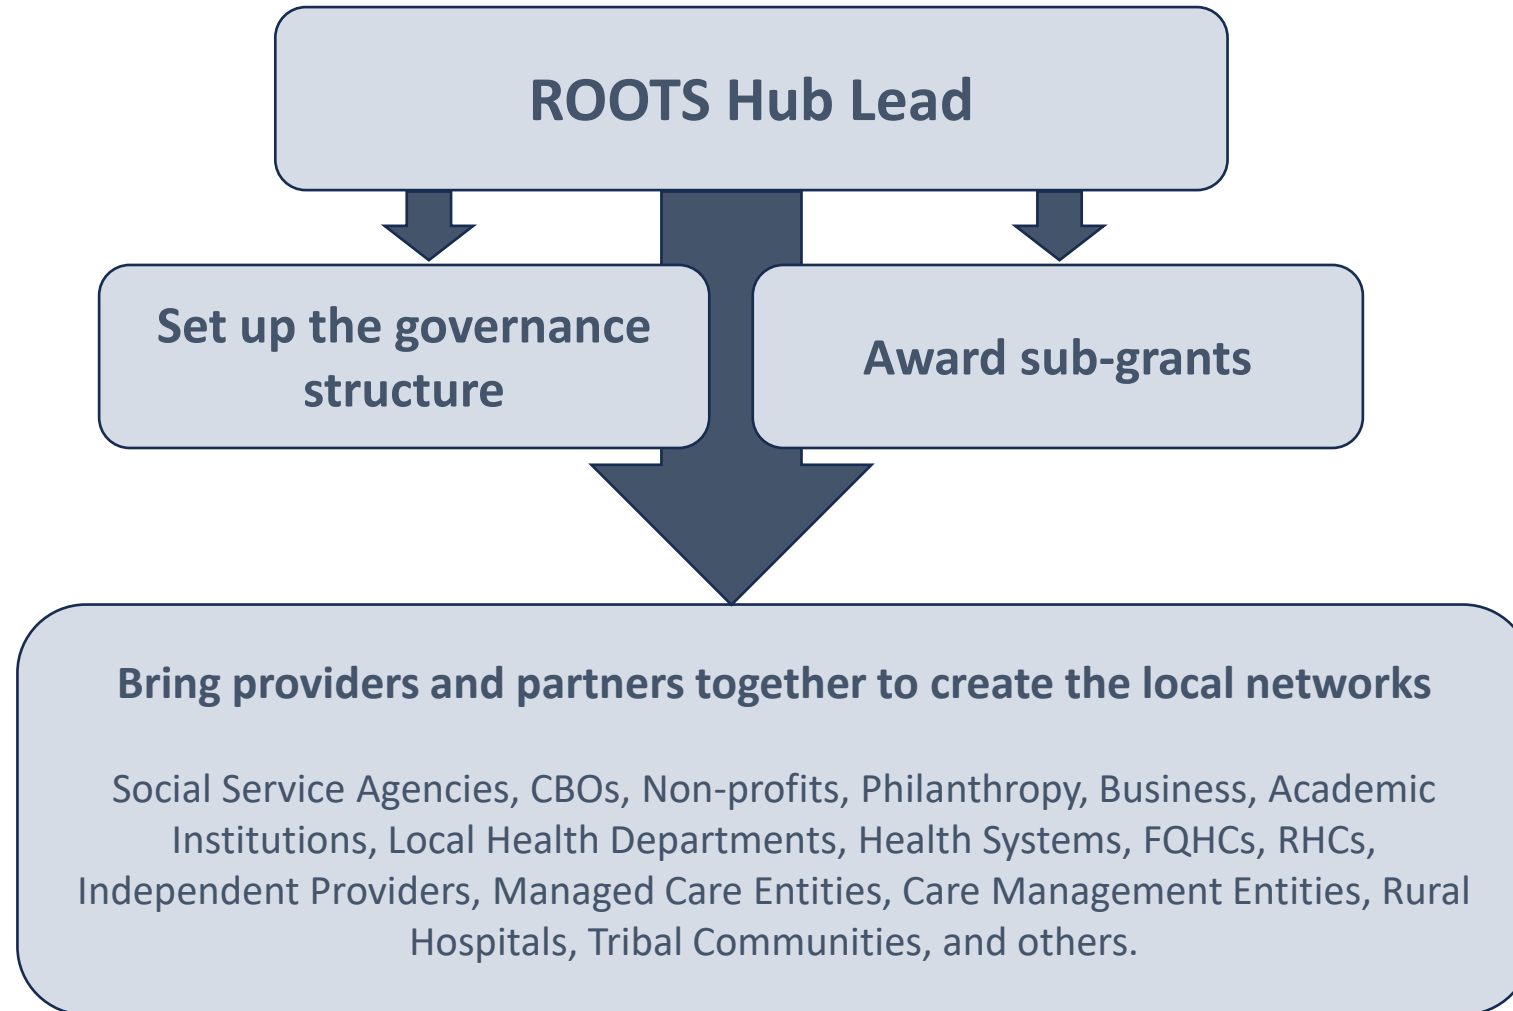 ROOTS Hub Lead
Set up the governance
structure
Award sub-grants
Bring providers and partners together to create the local networks
Social Service Agencies, CBOs, Non-profits, Philanthropy, Business, Academic
Institutions, Local Health Departments, Health Systems, FQHCs, RHCs,
Independent Providers, Managed Care Entities, Care Management Entities, Rural
Hospitals, Tribal Communities, and others.